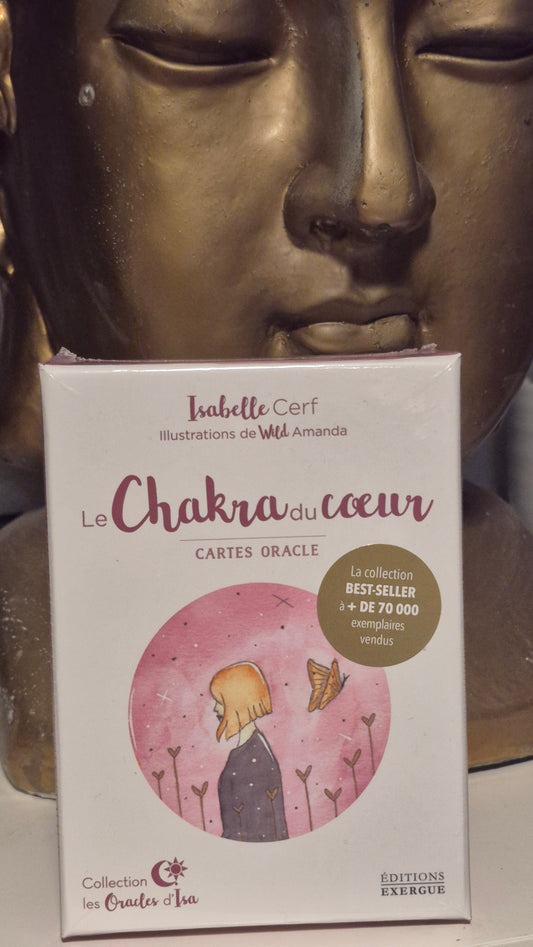 Isabelle Cerf
Illustrations de Wild Amanda
Le Chakra du cœur
CARTES ORACLE
La collection
BEST-SELLER
à + DE 70 000
exemplaires
vendus
Collection
les Oracles d'Isa
ÉDITIONS
EXERGUE